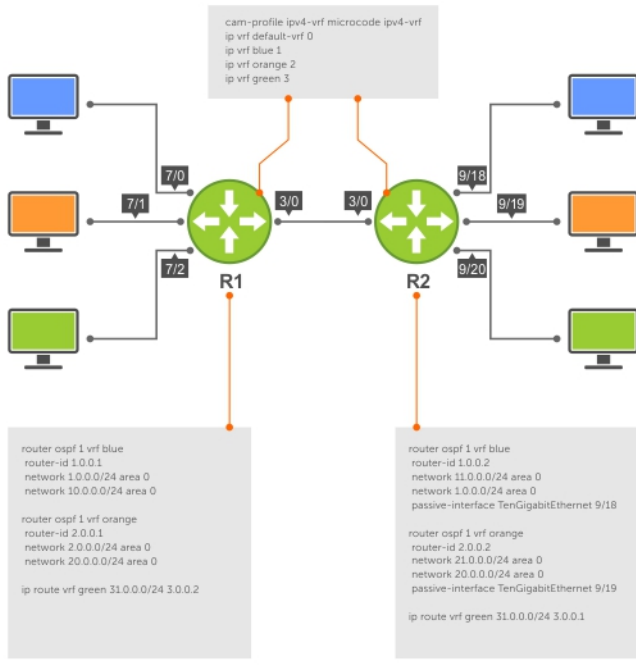 cam-profile ipv4-vrf microcode ipv4-vrf
ip vrf default-vrf 0
ip vrf blue 1
ip vrf orange 2
ip vrf green 3
7/0
9/18
7/1
3/0
3/0
9/19
7/2
9/20
R1
R2
router ospf 1 vrf blue
router-id 1.0.0.1
network 1.0.0.0/24 area 0
network 10.0.0.0/24 area 0
router ospf 1 vrf orange
router-id 2.0.0.1
network 2.0.0.0/24 area 0
network 20.0.0.0/24 area 0
ip route vrf green 31.0.0.0/24 3.0.0.2
router ospf 1 vrf blue
router-id 1.0.0.2
network 11.0.0.0/24 area 0
network 1.0.0.0/24 area 0
passive-interface TenGigabitEthernet 9/18
router ospf 1 vrf orange
router-id 2.0.0.2
network 21.0.0.0/24 area 0
network 20.0.0.0/24 area 0
passive-interface TenGigabitEthernet 9/19
ip route vrf green 31.0.0.0/24 3.0.0.1